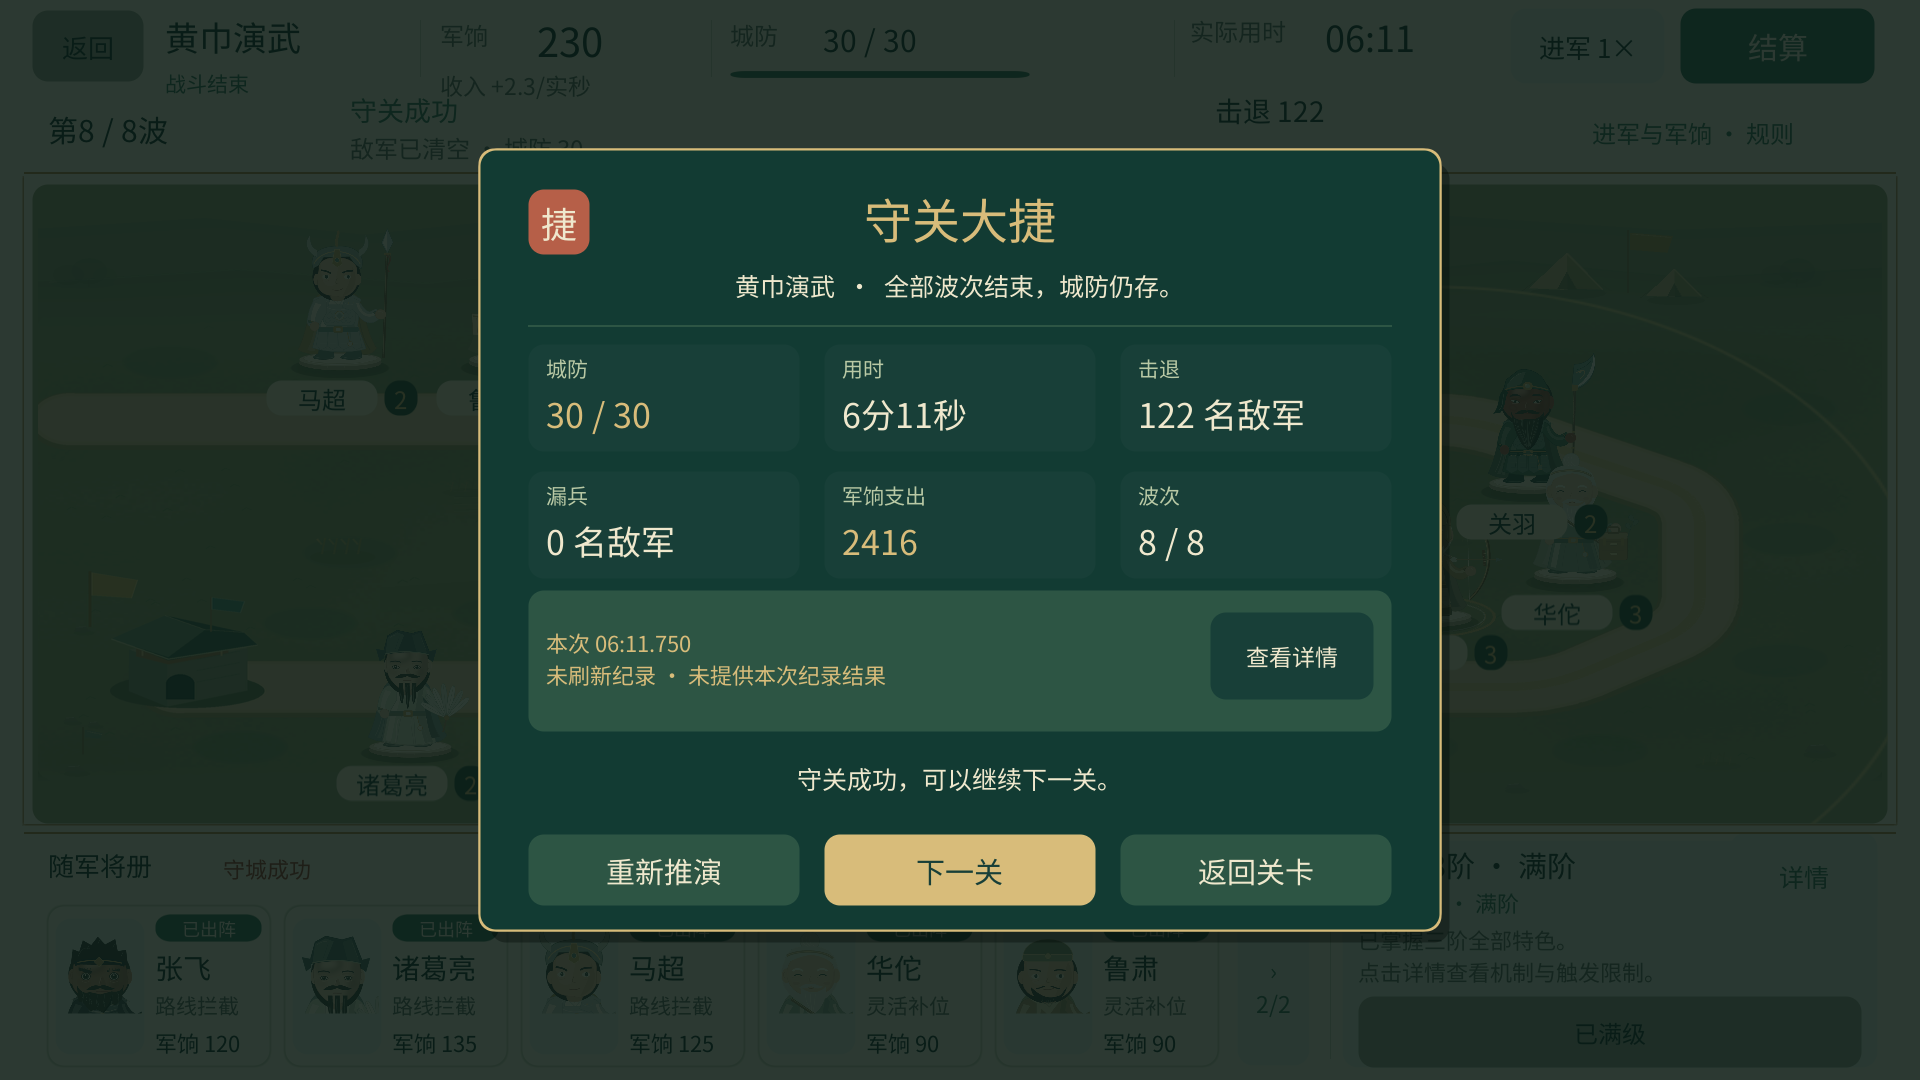 返回
黄巾演武
战斗结束
军饷 230
收入 +2.3/实秒
城防 30 / 30
实际用时 06:11
进军 1×
结算
第8 / 8波
守关成功
敌军已清空 · 城防 30
击退 122
进军与军饷 · 规则
捷
守关大捷
黄巾演武 · 全部波次结束，城防仍存。
城防
30 / 30
用时
6分11秒
击退
122 名敌军
漏兵
0 名敌军
军饷支出
2416
波次
8 / 8
本次 06:11.750
未刷新纪录 · 未提供本次纪录结果
查看详情
守关成功，可以继续下一关。
重新推演
下一关
返回关卡
马超 2
关羽 2
华佗 3
3
诸葛亮 2
随军将册
守城成功
已出阵
张飞
路线拦截
军饷 120
已出阵
诸葛亮
路线拦截
军饷 135
马超
路线拦截
军饷 125
华佗
灵活补位
军饷 90
鲁肃
灵活补位
军饷 90
›
2/2
阶 · 满阶
· 满阶
详情
已掌握三阶全部特色。
点击详情查看机制与触发限制。
已满级